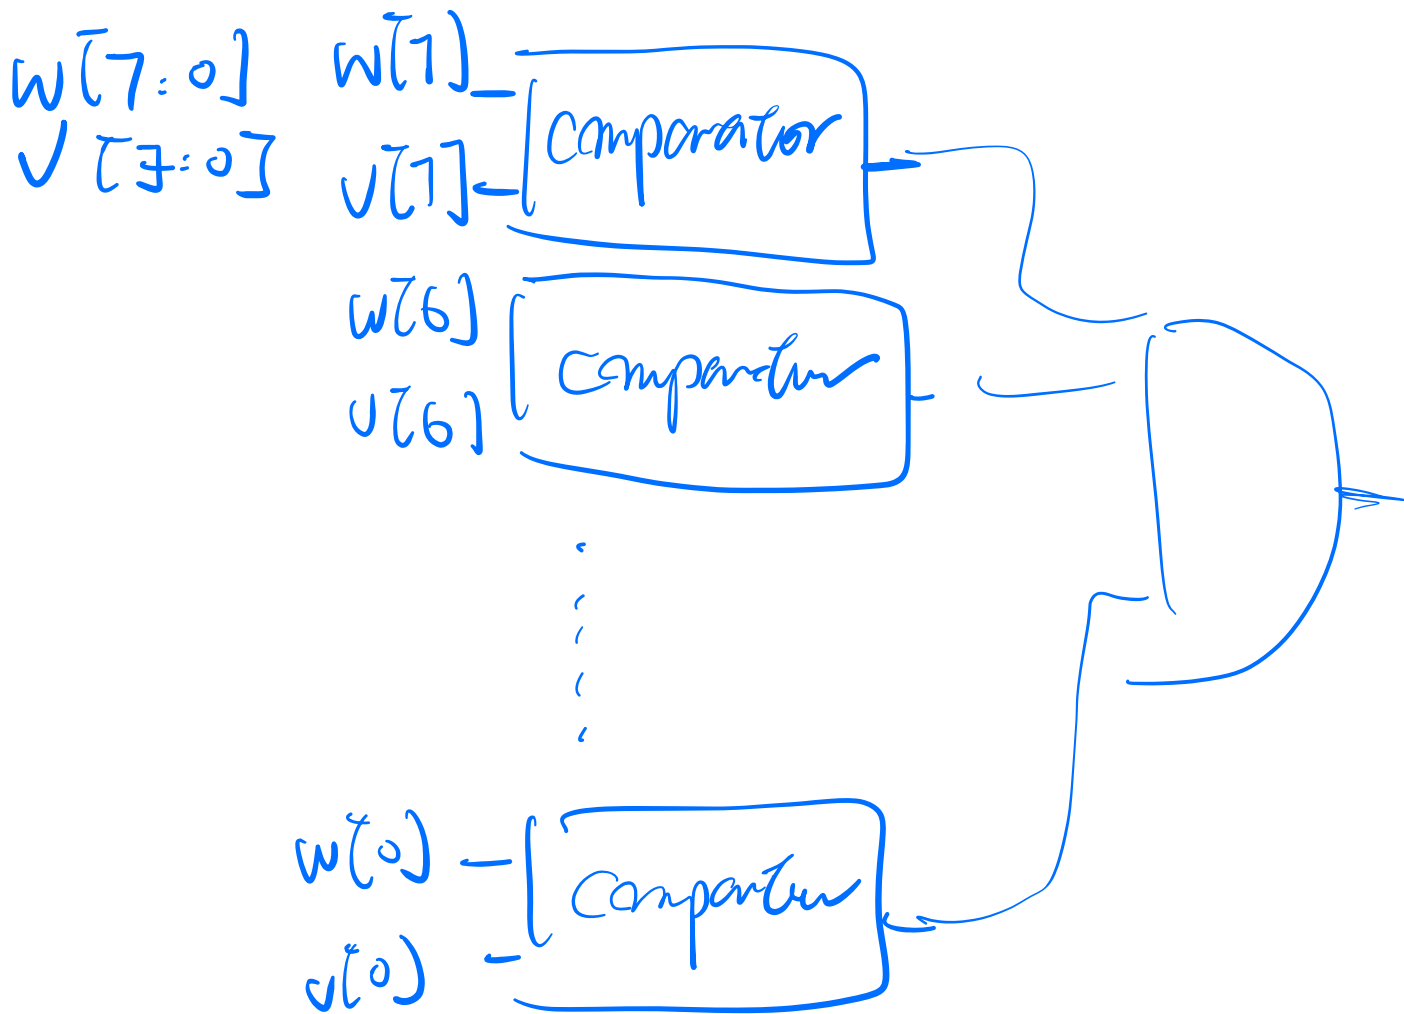 w[7:0]
v[7:0]
w[7]
v[7]
comparator
w[6]
v[6]
comparator
w[0]
v[0]
comparator